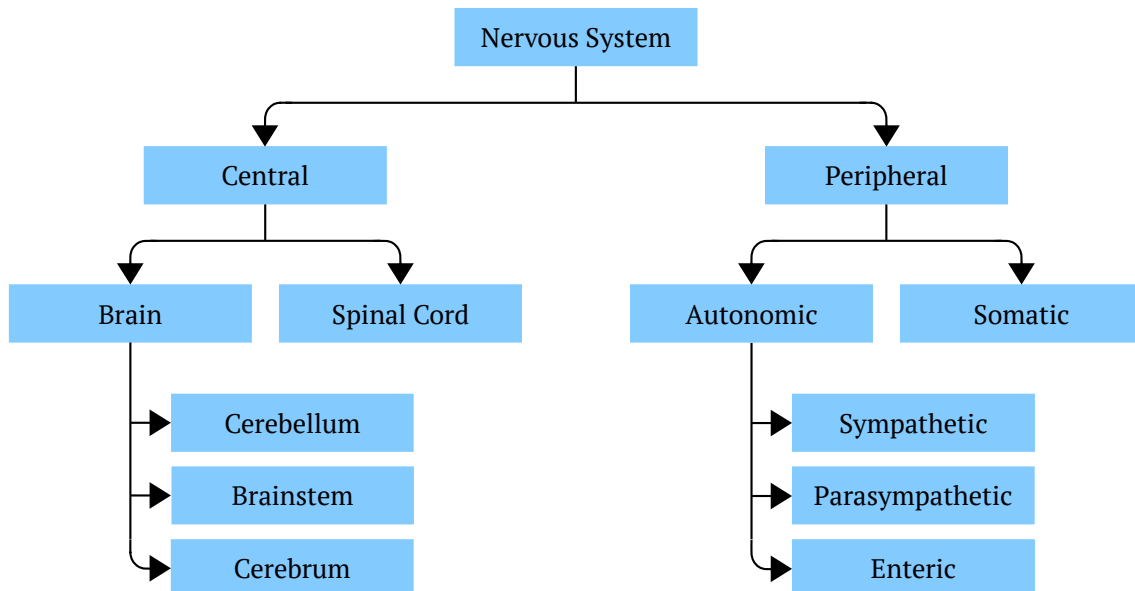 Nervous System
Central
Peripheral
Brain
Spinal Cord
Autonomic
Somatic
Cerebellum
Sympathetic
Brainstem
Parasympathetic
Cerebrum
Enteric